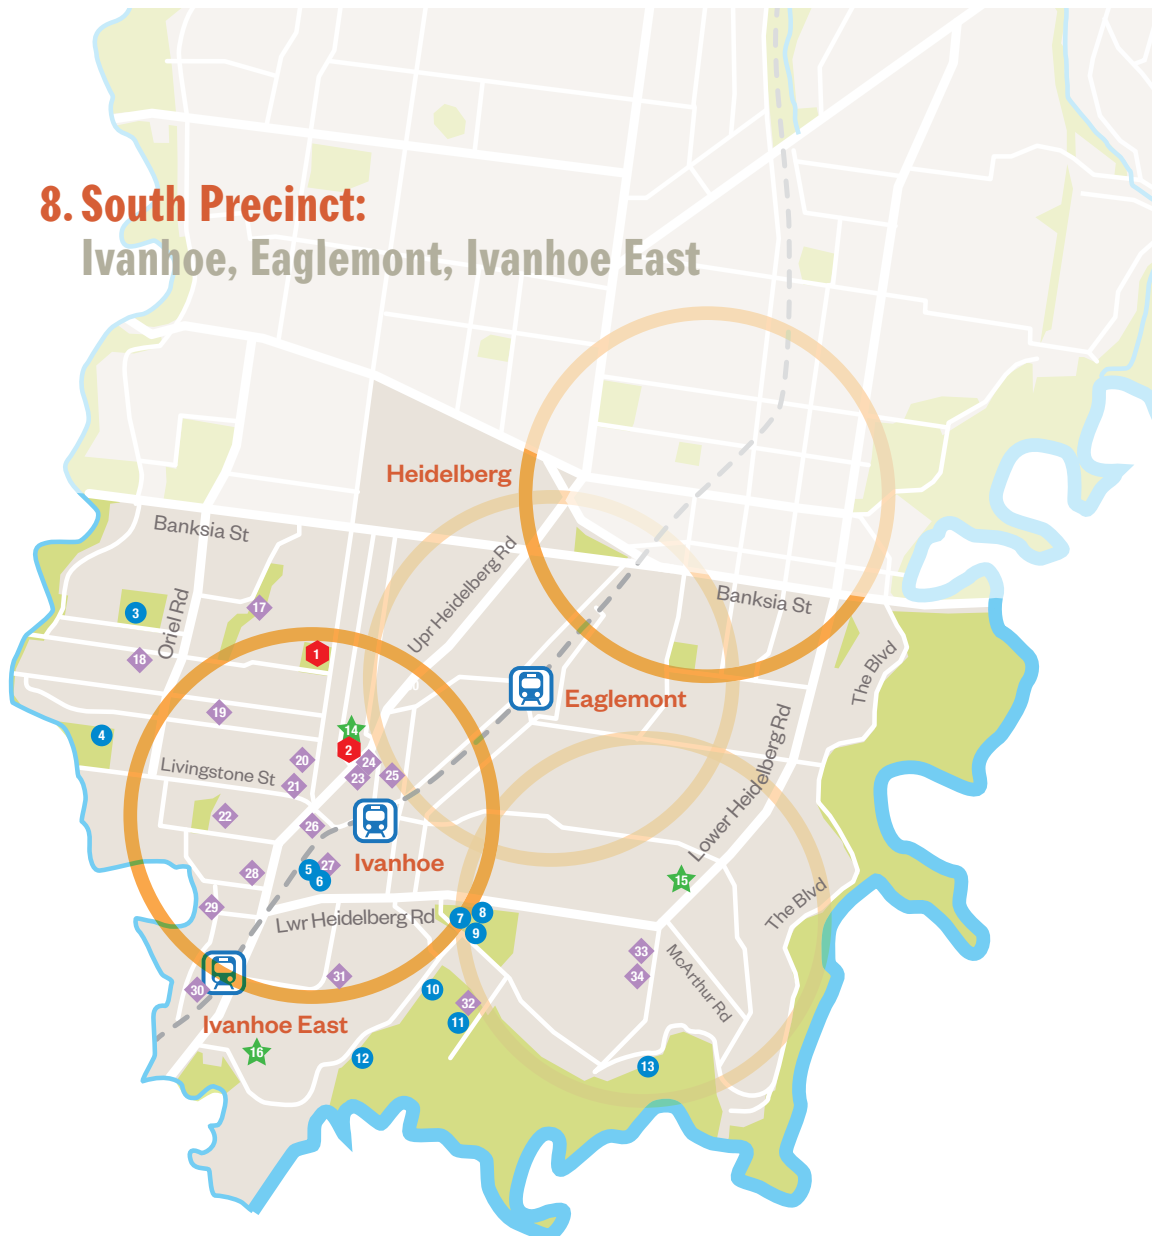 8. South Precinct:
Ivanhoe, Eaglemont, Ivanhoe East
Heidelberg
Banksia St
Upr Heidelberg Rd
Banksia St
3
Oriel Rd
17
1
18
The Blvd
Eaglemont
19
14
4
2
Livingstone St
20
24
23
25
21
Lower Heidelberg Rd
22
26
Ivanhoe
28
5
27
6
15
29
Lwr Heidelberg Rd
7
8
9
The Blvd
33
34
McArthur Rd
31
30
10
32
11
Ivanhoe East
16
12
13